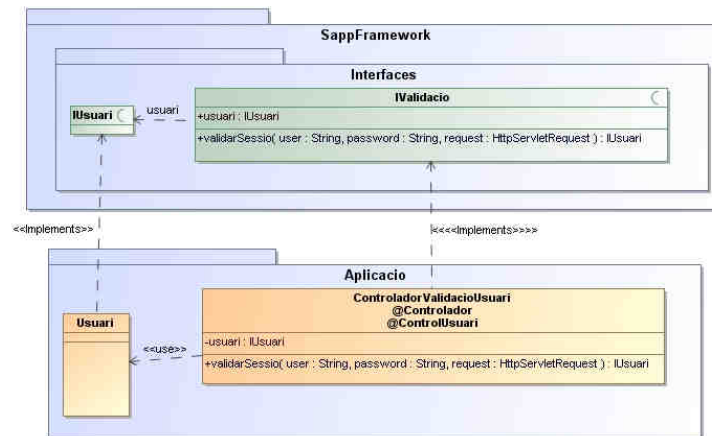 SappFramework
Interfaces
IUsuari
usuari
IValidacio
+usuari : IUsuari
+validarSessio( user : String, password : String, request : HttpServletRequest ) : IUsuari
<<Implements>>
<<<<Implements>>>>
Aplicacio
Usuari
<<use>>
ControladorValidacioUsuari
@Controlador
@ControlUsuari
-usuari : IUsuari
+validarSessio( user : String, password : String, request : HttpServletRequest ) : IUsuari